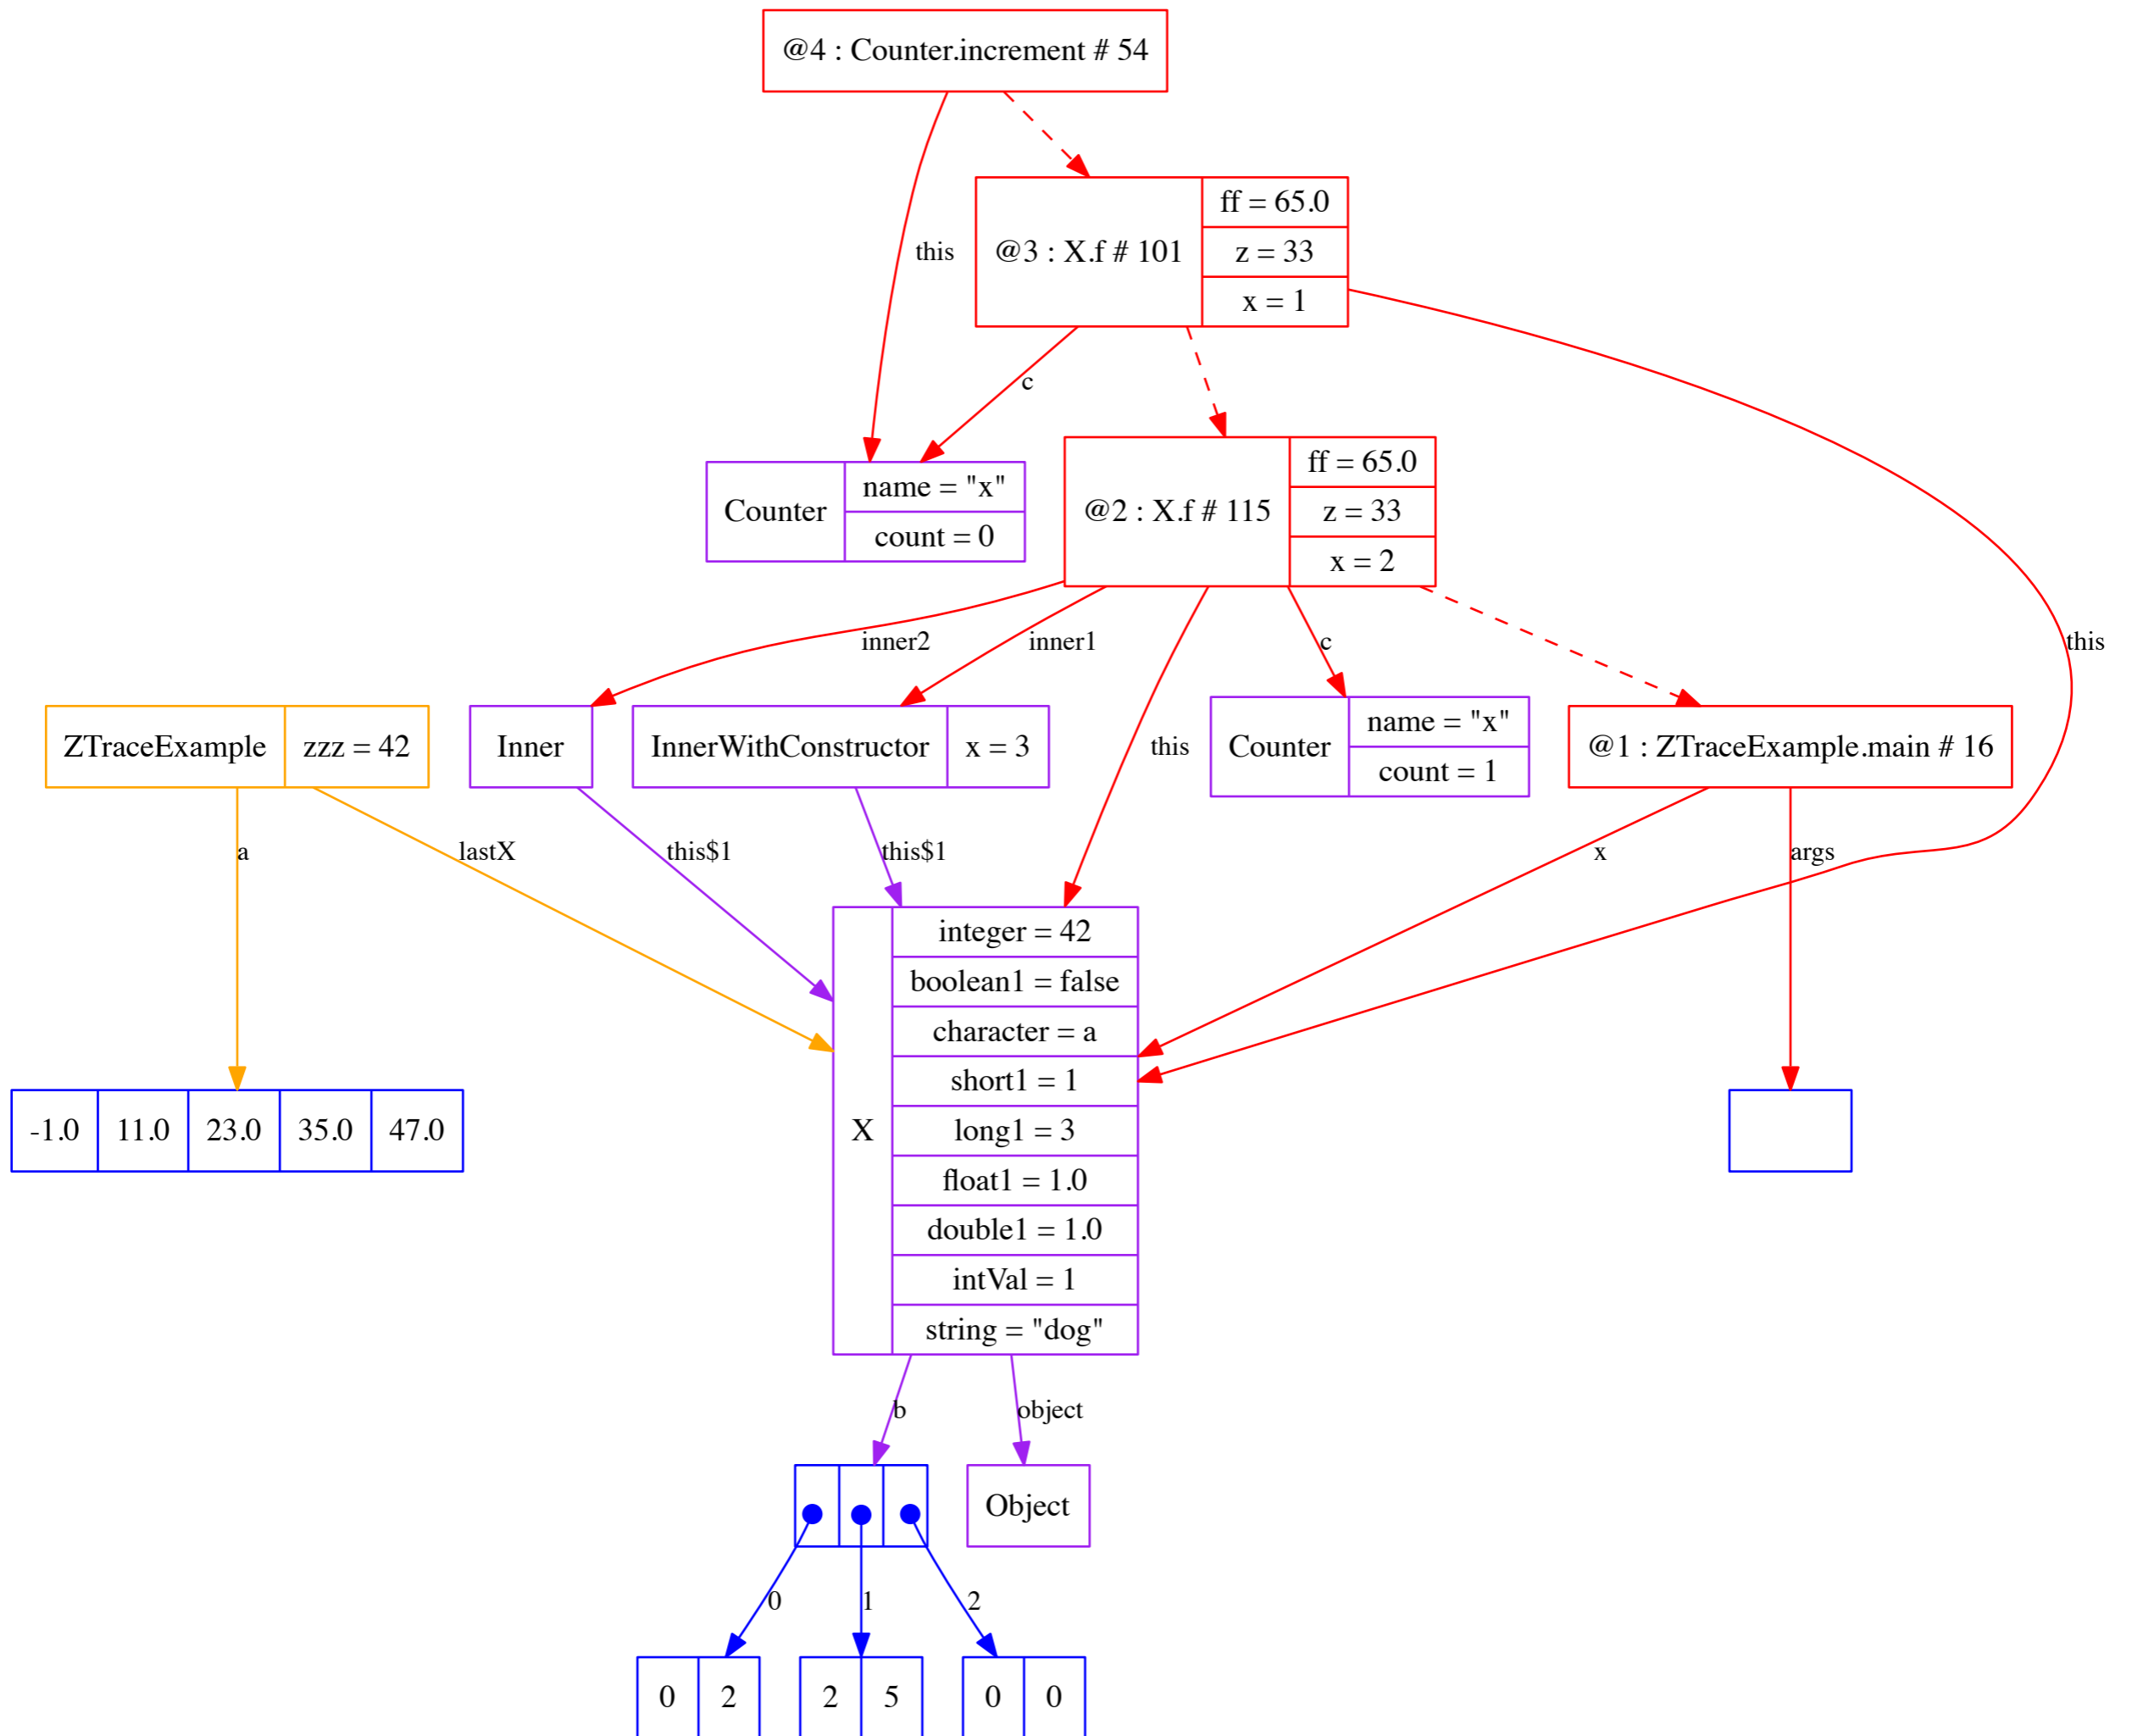 @4 : Counter.increment # 54
@3 : X.f # 101
ff = 65.0
z = 33
x = 1
this
c
Counter
name = "x"
count = 0
@2 : X.f # 115
ff = 65.0
z = 33
x = 2
inner2
inner1
c
this
this
ZTraceExample
zzz = 42
Inner
InnerWithConstructor
x = 3
Counter
name = "x"
count = 1
@1 : ZTraceExample.main # 16
a
lastX
this$1
this$1
x
args
X
integer = 42
boolean1 = false
character = a
short1 = 1
long1 = 3
float1 = 1.0
double1 = 1.0
intVal = 1
string = "dog"
-1.0
11.0
23.0
35.0
47.0
b
object
Object
0
1
2
0
2
2
5
0
0